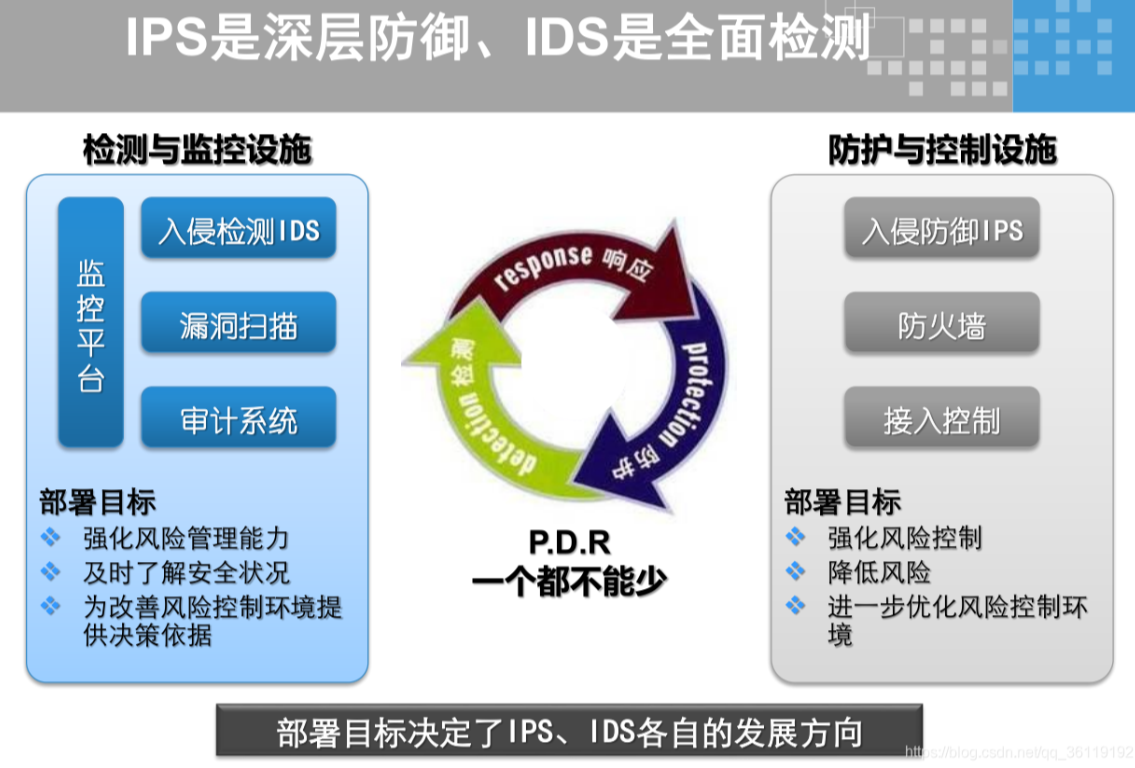 IPS是深层防御、IDS是全面检测
检测与监控设施
监控平台
入侵检测IDS
漏洞扫描
审计系统
部署目标
强化风险管理能力
及时了解安全状况
为改善风险控制环境提
供决策依据
response 响应
protection 防护
detection 检测
P.D.R
一个都不能少
防护与控制设施
入侵防御IPS
防火墙
接入控制
部署目标
强化风险控制
降低风险
进一步优化风险控制环
境
部署目标决定了IPS、IDS各自的发展方向
https://blog.csdn.net/qq_36119192